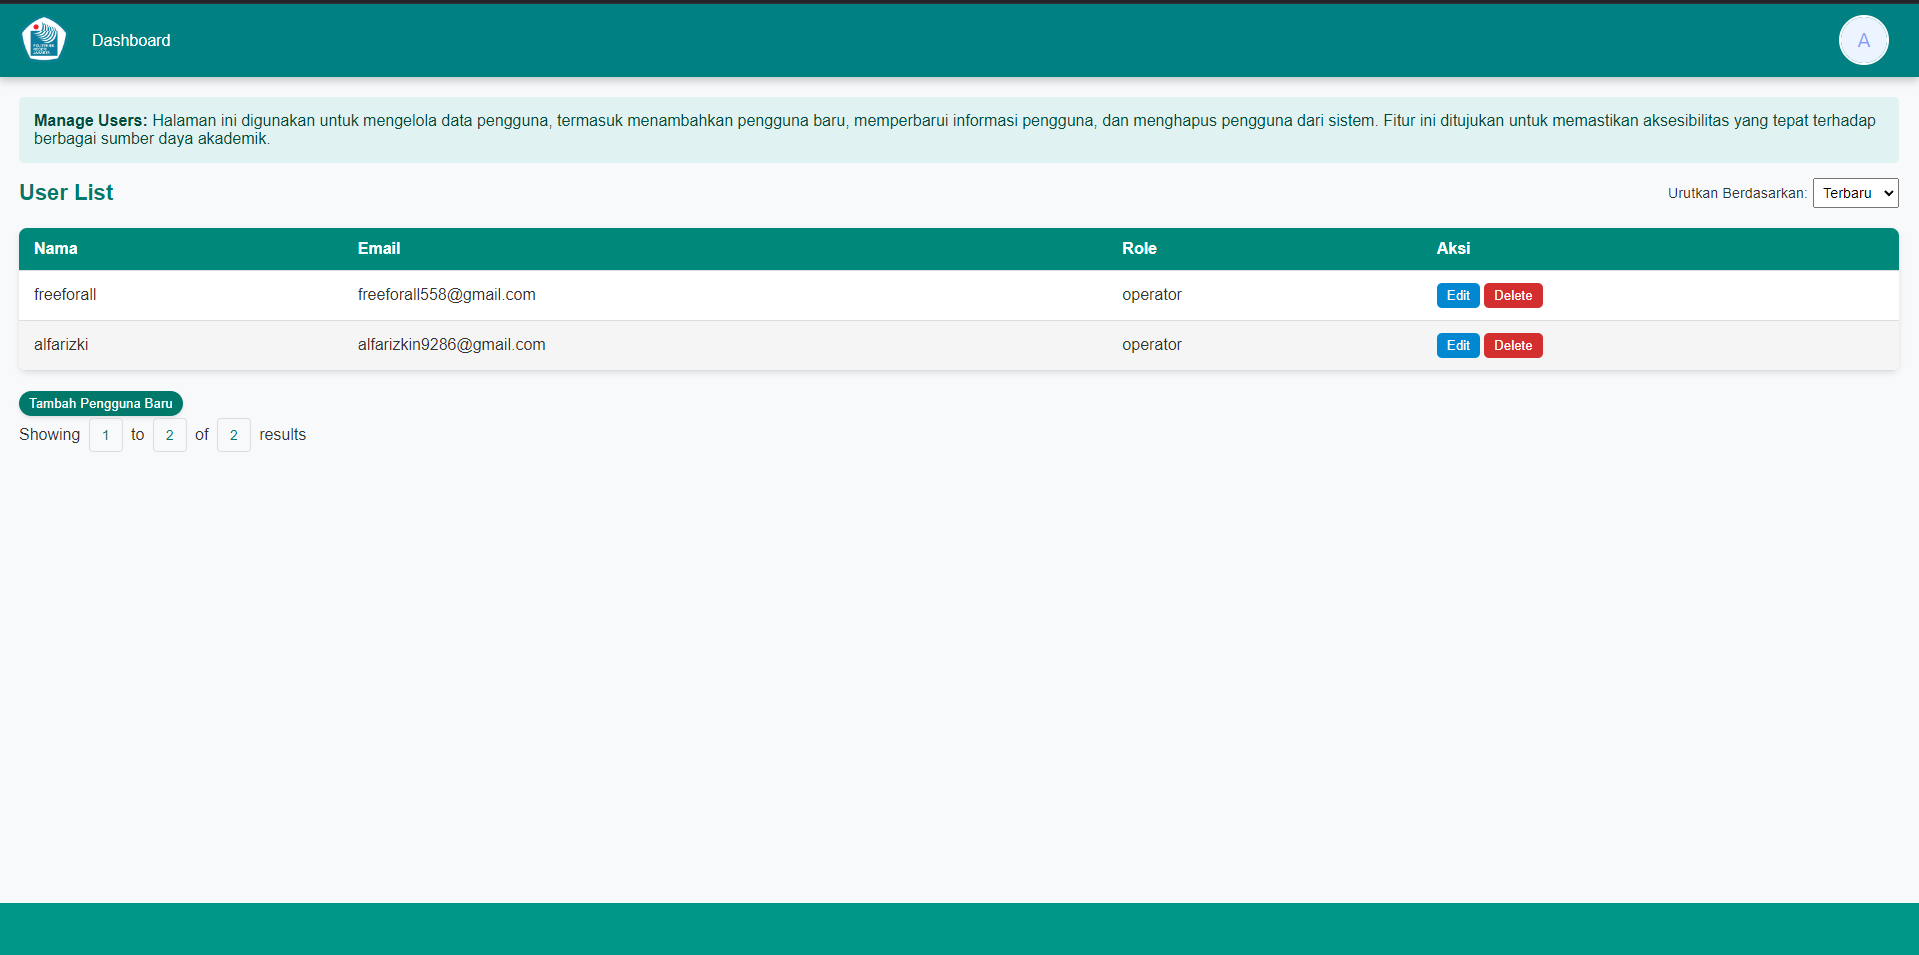 POLITEKNIK
NEGERI
JAKARTA
Dashboard
A
Manage Users: Halaman ini digunakan untuk mengelola data pengguna, termasuk menambahkan pengguna baru, memperbarui informasi pengguna, dan menghapus pengguna dari sistem. Fitur ini ditujukan untuk memastikan aksesibilitas yang tepat terhadap
berbagai sumber daya akademik.
User List
Urutkan Berdasarkan: Terbaru
Nama Email Role Aksi
freeforall freeforall558@gmail.com operator Edit Delete
alfarizki alfarizkin9286@gmail.com operator Edit Delete
Tambah Pengguna Baru
Showing 1 to 2 of 2 results